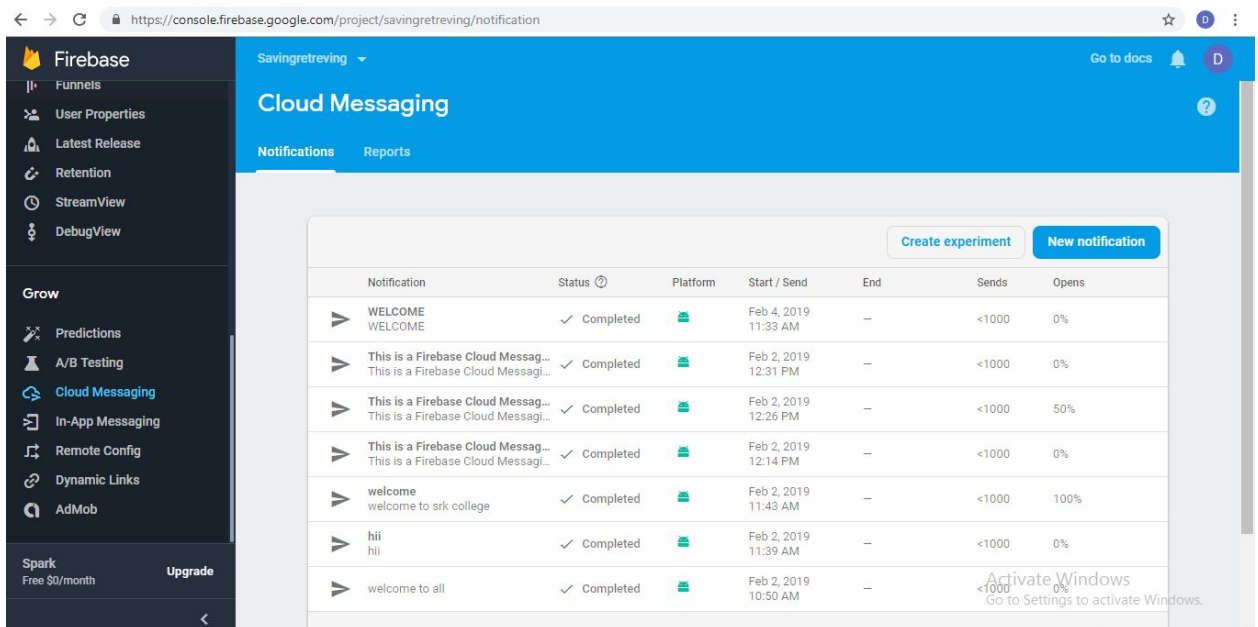 https://console.firebase.google.com/project/savingretreving/notification
D
Firebase
Funnels
User Properties
Latest Release
Retention
StreamView
DebugView
Grow
Predictions
A/B Testing
Cloud Messaging
In-App Messaging
Remote Config
Dynamic Links
AdMob
Spark
Free $0/month
Upgrade
Savingretreving
Go to docs
D
Cloud Messaging
Notifications Reports
Create experiment New notification
Notification Status Platform Start / Send End Sends Opens
WELCOME
WELCOME
Completed
Feb 4, 2019
11:33 AM
– <1000 0%
This is a Firebase Cloud Messag...
This is a Firebase Cloud Messagi...
Completed
Feb 2, 2019
12:31 PM
– <1000 0%
This is a Firebase Cloud Messag...
This is a Firebase Cloud Messagi...
Completed
Feb 2, 2019
12:26 PM
– <1000 50%
This is a Firebase Cloud Messag...
This is a Firebase Cloud Messagi...
Completed
Feb 2, 2019
12:14 PM
– <1000 0%
welcome
welcome to srk college
Completed
Feb 2, 2019
11:43 AM
– <1000 100%
hii
hii
Completed
Feb 2, 2019
11:39 AM
– <1000 0%
welcome to all
Completed
Feb 2, 2019
10:50 AM
– <1000 0%
Activate Windows
Go to Settings to activate Windows.